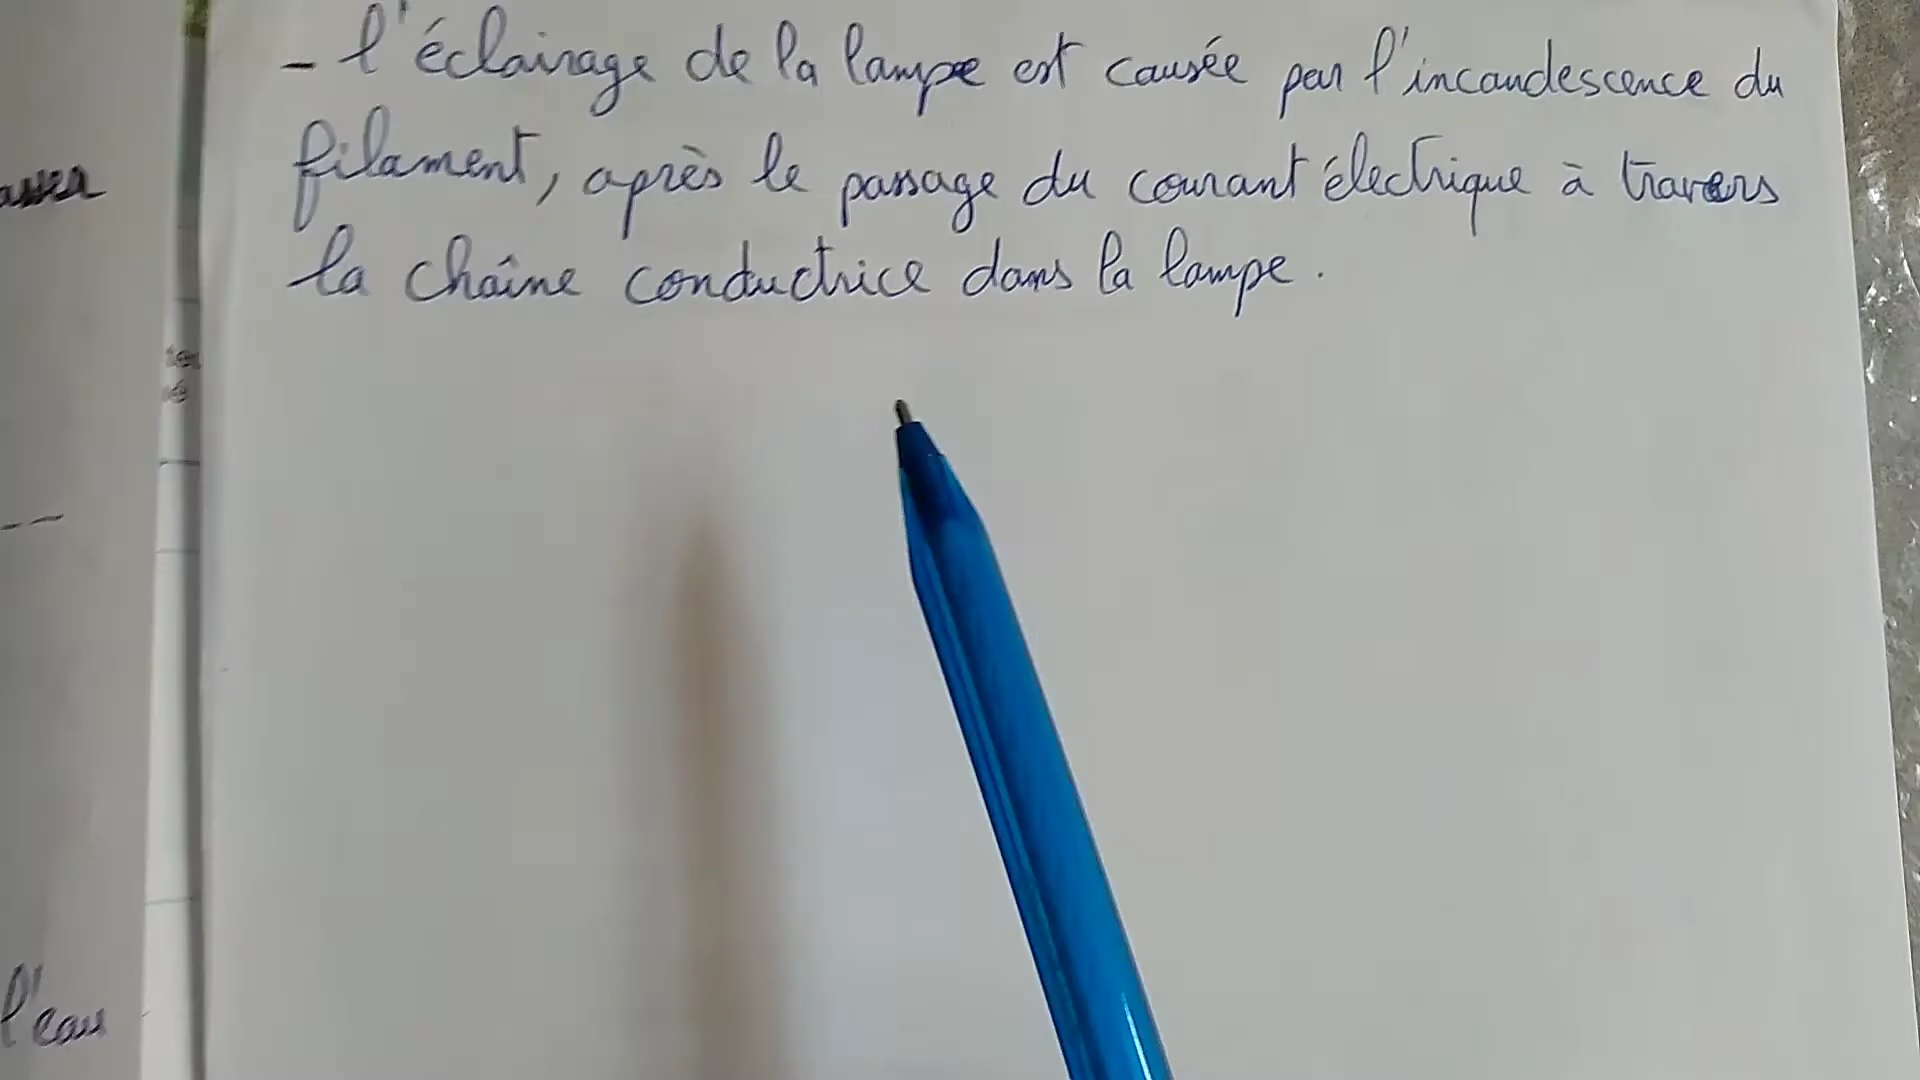 - l'éclairage de la lampe est causée par l'incandescence du
filament, après le passage du courant électrique à travers
la chaîne conductrice dans la lampe.
l'eau